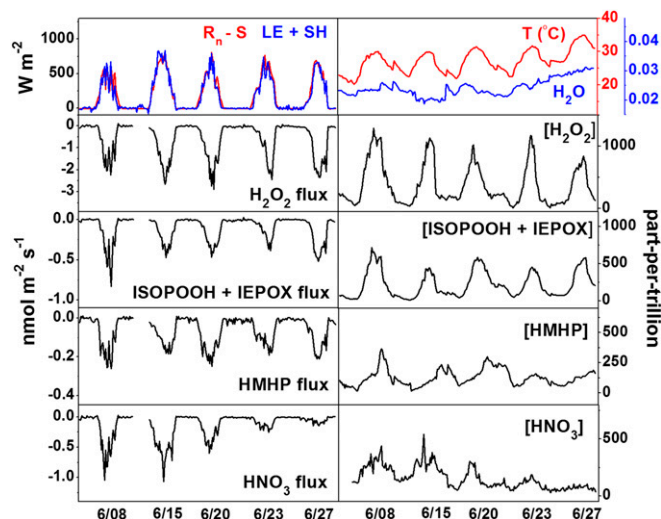 Rₙ - S LE + SH
W m⁻²
1000
500
0
T (°C)
H₂O
40
30
20
0.04
0.03
0.02
0
-1
-2
-3
H₂O₂ flux
[H₂O₂]
1000
0
0.0
-0.5
-1.0
ISOPOOH + IEPOX flux
[ISOPOOH + IEPOX]
1000
500
0
nmol m⁻² s⁻¹
part-per-trillion
0.0
-0.2
-0.4
HMHP flux
[HMHP]
500
250
0
0.0
-0.5
-1.0
HNO₃ flux
[HNO₃]
500
0
6/08 6/15 6/20 6/23 6/27 6/08 6/14 6/19 6/23 6/27